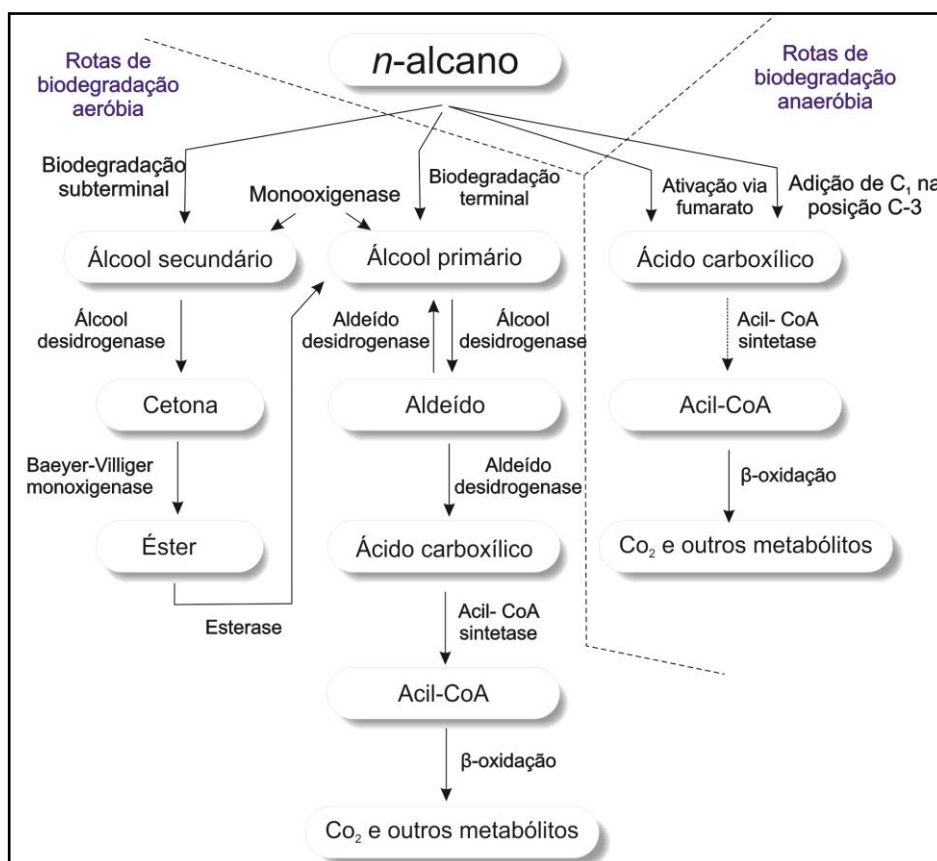 Rotas de
biodegradação
aeróbia
n-alcano
Rotas de
biodegradação
anaeróbia
Biodegradação
subterminal
Monooxigenase
Biodegradação
terminal
Ativação via
fumarato
Adição de C₁ na
posição C-3
Álcool secundário
Álcool primário
Ácido carboxílico
Álcool
desidrogenase
Aldeído
desidrogenase
Álcool
desidrogenase
Acil- CoA
sintetase
Cetona
Aldeído
Acil-CoA
Baeyer-Villiger
monoxigenase
Aldeído
desidrogenase
β-oxidação
Éster
Ácido carboxílico
Co₂ e outros metabólitos
Esterase
Acil- CoA
sintetase
Acil-CoA
β-oxidação
Co₂ e outros metabólitos